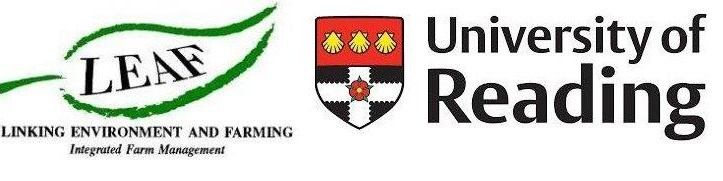 LEAF
LINKING ENVIRONMENT AND FARMING
Integrated Farm Management
University of
Reading